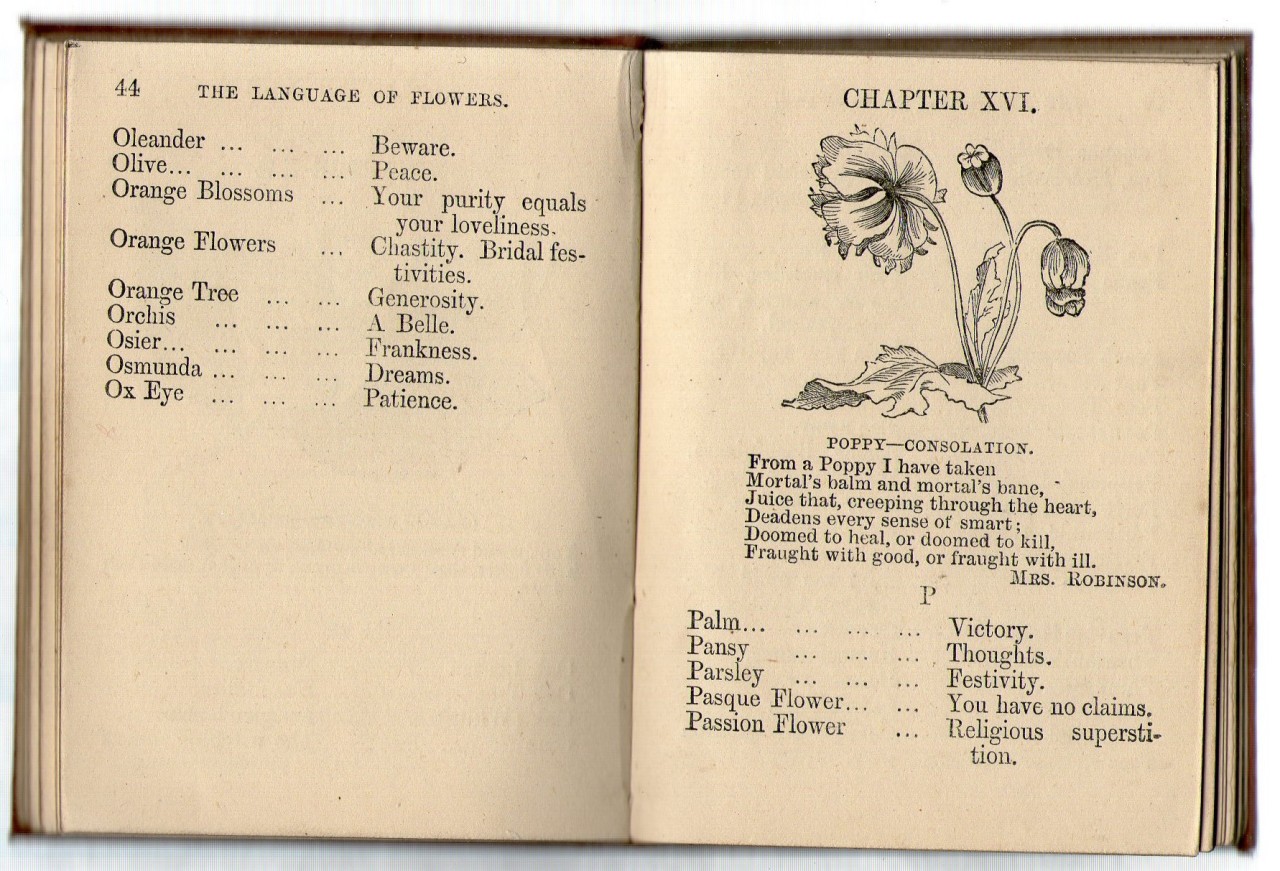 44 THE LANGUAGE OF FLOWERS.
Oleander ... ... ... Beware.
Olive... ... ... ... Peace.
Orange Blossoms ... Your purity equals
your loveliness.
Orange Flowers ... Chastity. Bridal fes-
tivities.
Orange Tree ... ... Generosity.
Orchis ... ... ... A Belle.
Osier... ... ... ... Frankness.
Osmunda ... ... ... Dreams.
Ox Eye ... ... ... Patience.
CHAPTER XVI.
POPPY—CONSOLATION.
From a Poppy I have taken
Mortal's balm and mortal's bane,
Juice that, creeping through the heart,
Deadens every sense of smart;
Doomed to heal, or doomed to kill,
Fraught with good, or fraught with ill.
MRS. ROBINSON.
P
Palm... ... ... ... Victory.
Pansy ... ... ... Thoughts.
Parsley ... ... ... Festivity.
Pasque Flower... ... You have no claims.
Passion Flower ... Religious supersti-
tion.